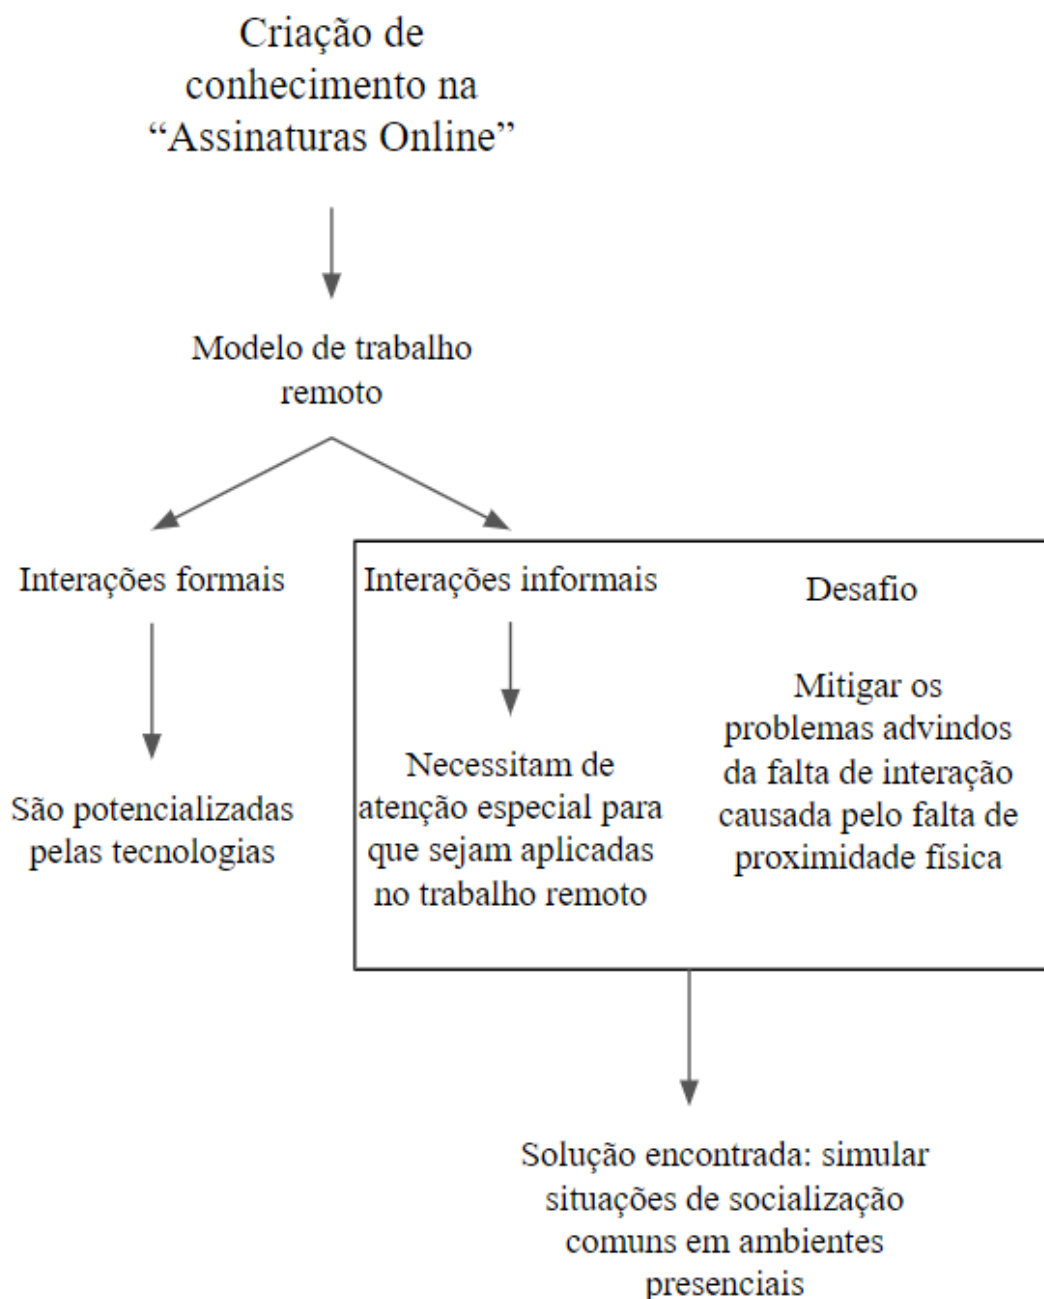 Criação de
conhecimento na
“Assinaturas Online”
Modelo de trabalho
remoto
Interações formais
São potencializadas
pelas tecnologias
Interações informais
Necessitam de
atenção especial para
que sejam aplicadas
no trabalho remoto
Desafio
Mitigar os
problemas advindos
da falta de interação
causada pelo falta de
proximidade física
Solução encontrada: simular
situações de socialização
comuns em ambientes
presenciais